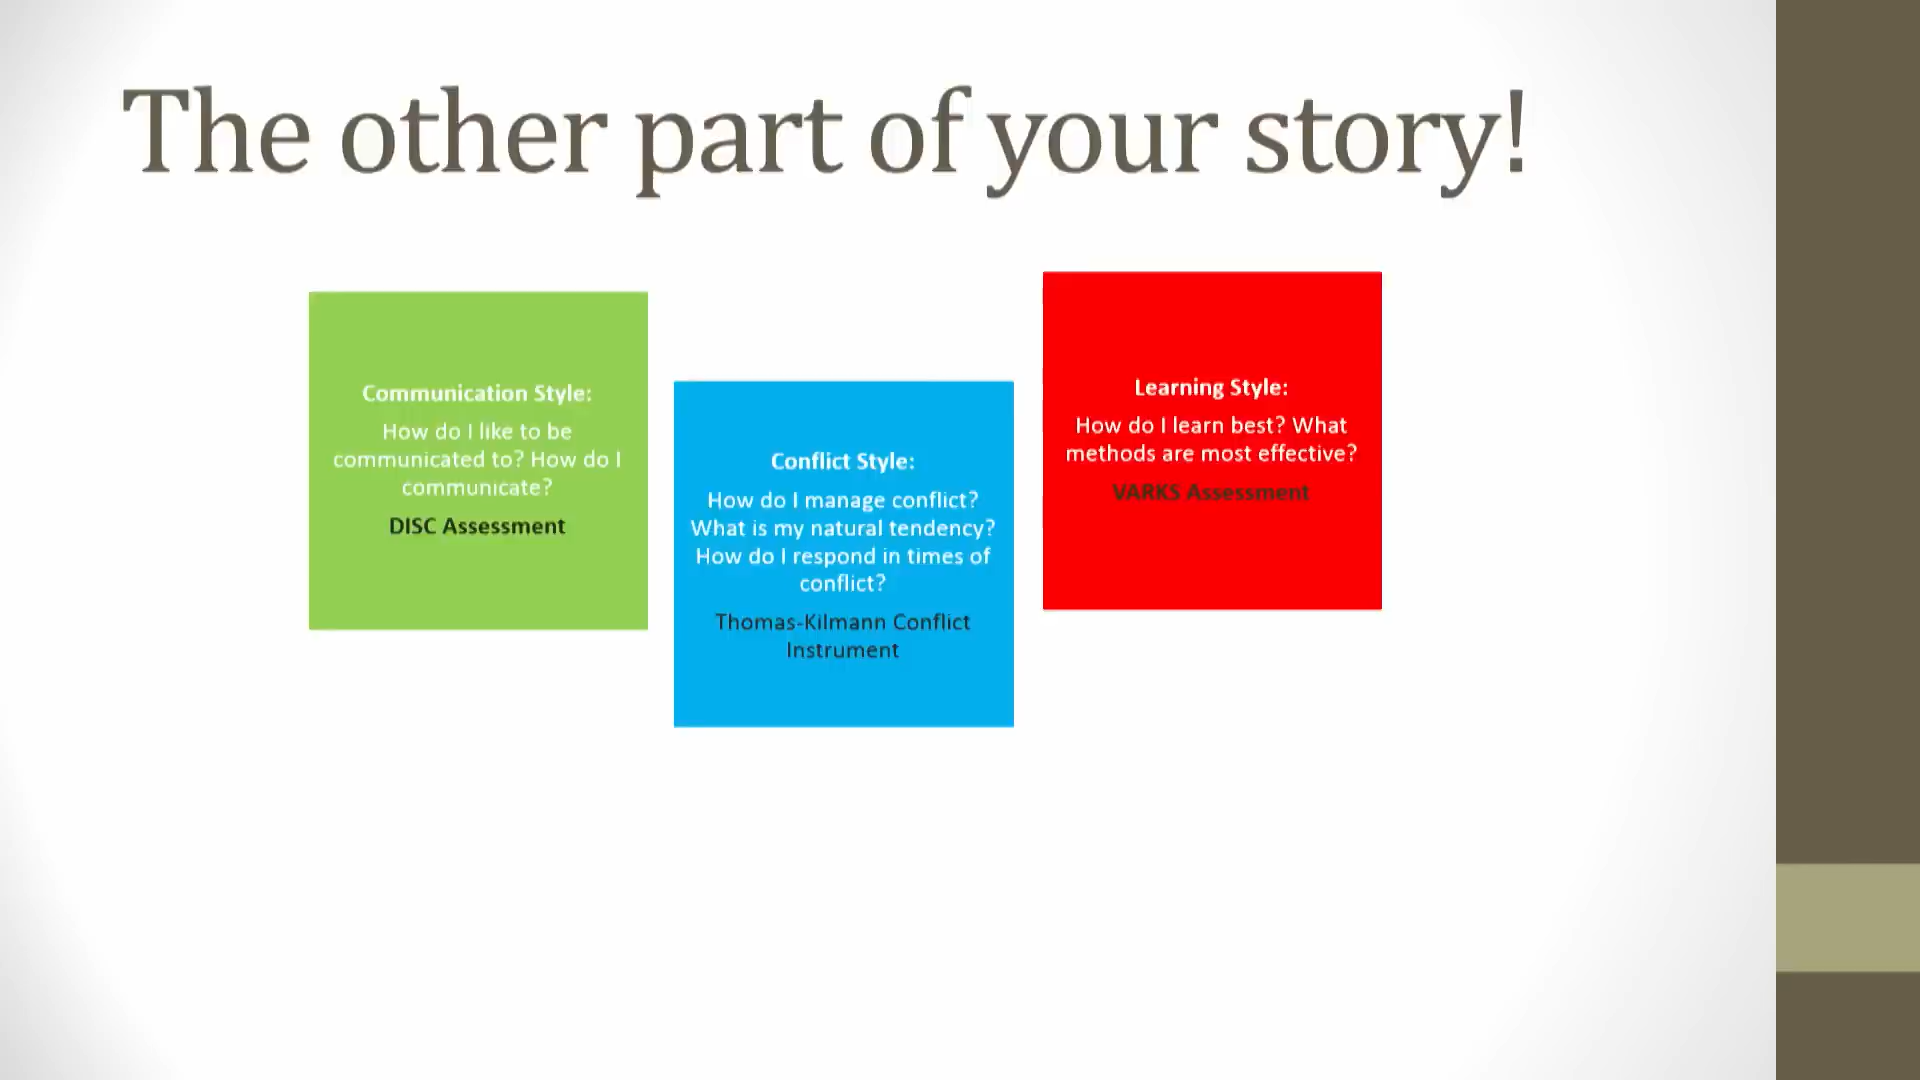 The other part of your story!
Communication Style:
How do I like to be
communicated to? How do I
communicate?
DISC Assessment
Conflict Style:
How do I manage conflict?
What is my natural tendency?
How do I respond in times of
conflict?
Thomas-Kilmann Conflict
Instrument
Learning Style:
How do I learn best? What
methods are most effective?
VARKS Assessment